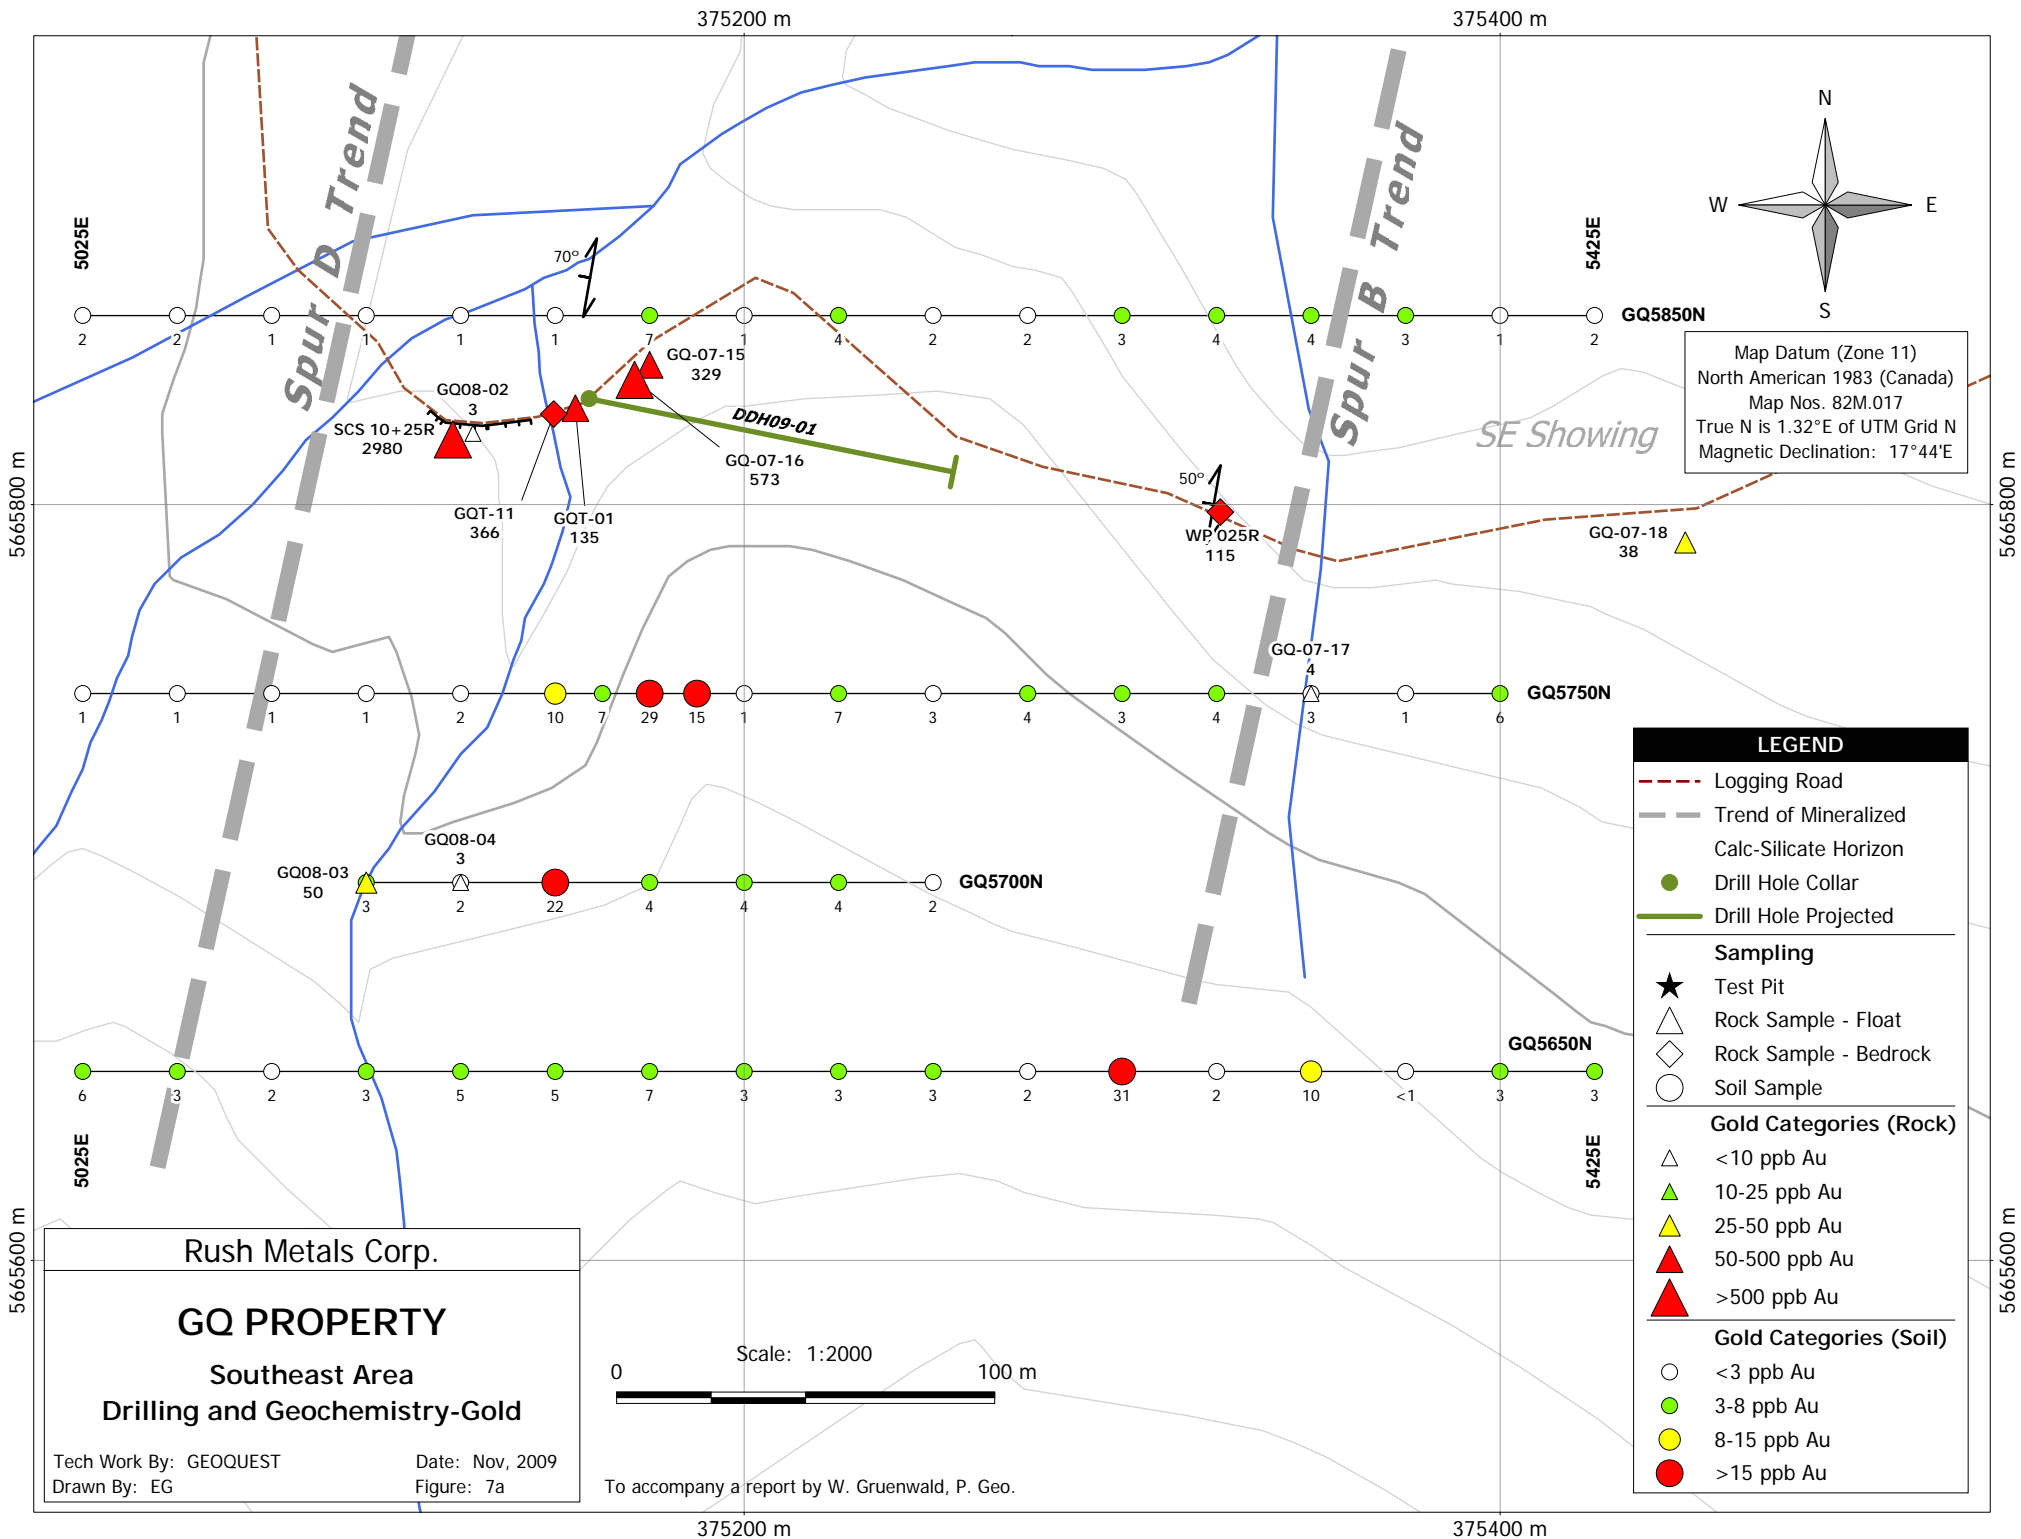 375200 m
375400 m
Spur D Trend
Spur B Trend
N
W
E
S
5025E
5425E
70°
GQ5850N
2
2
1
1
1
1
7
1
4
2
2
3
4
4
3
1
2
Map Datum (Zone 11)
North American 1983 (Canada)
Map Nos. 82M.017
True N is 1.32°E of UTM Grid N
Magnetic Declination: 17°44'E
GQ-07-15
329
GQ08-02
3
SCS 10+25R
2980
DDH09-01
SE Showing
GQ-07-16
573
50°
5665800 m
5665800 m
GQT-11
366
GQT-01
135
WP 025R
115
GQ-07-18
38
GQ-07-17
4
GQ5750N
1
1
1
1
2
10
7
29
15
1
7
3
4
3
4
3
1
6
GQ08-04
3
GQ08-03
50
GQ5700N
3
2
22
4
4
4
2
GQ5650N
6
3
2
3
5
5
7
3
3
3
2
31
2
10
<1
3
3
5025E
5425E
LEGEND
Logging Road
Trend of Mineralized
Calc-Silicate Horizon
Drill Hole Collar
Drill Hole Projected
Sampling
Test Pit
Rock Sample - Float
Rock Sample - Bedrock
Soil Sample
Gold Categories (Rock)
<10 ppb Au
10-25 ppb Au
25-50 ppb Au
50-500 ppb Au
>500 ppb Au
Gold Categories (Soil)
<3 ppb Au
3-8 ppb Au
8-15 ppb Au
>15 ppb Au
5665600 m
5665600 m
Rush Metals Corp.
GQ PROPERTY
Southeast Area
Drilling and Geochemistry-Gold
Tech Work By: GEOQUEST
Date: Nov, 2009
Drawn By: EG
Figure: 7a
Scale: 1:2000
0
100 m
To accompany a report by W. Gruenwald, P. Geo.
375200 m
375400 m